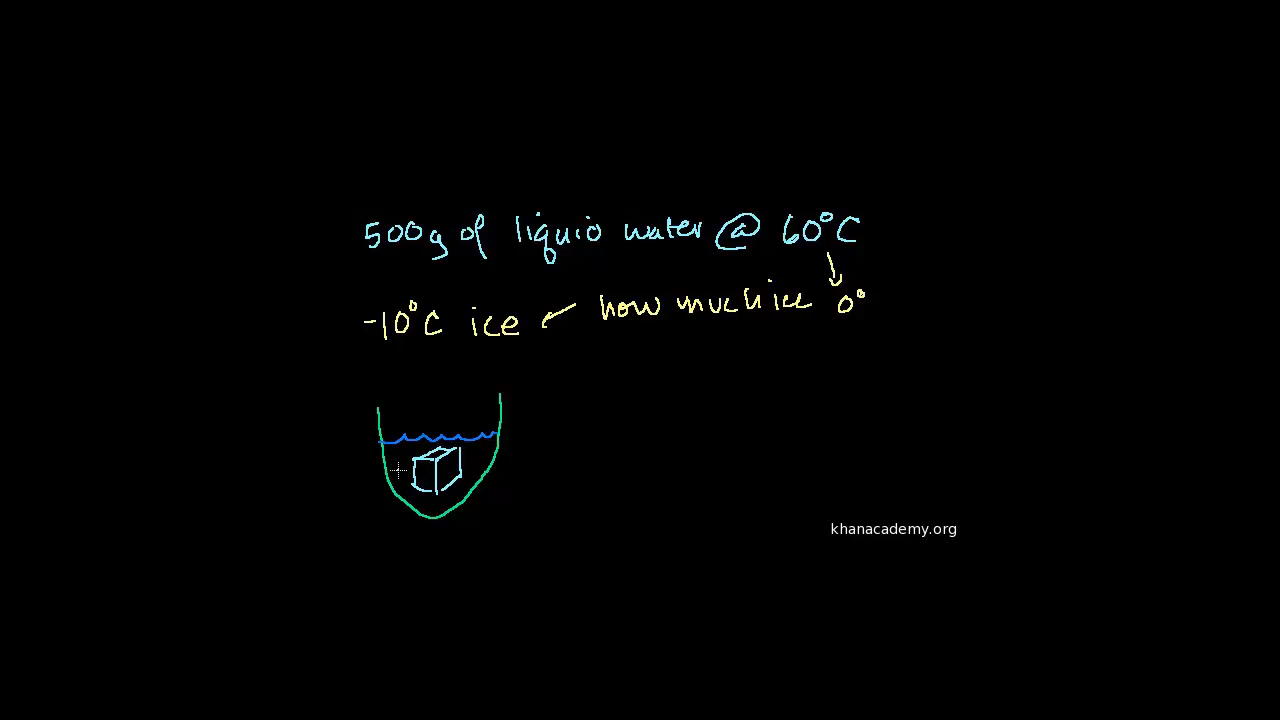 500g of liquid water @ 60°C
-10°C ice how much ice 0°
khanacademy.org